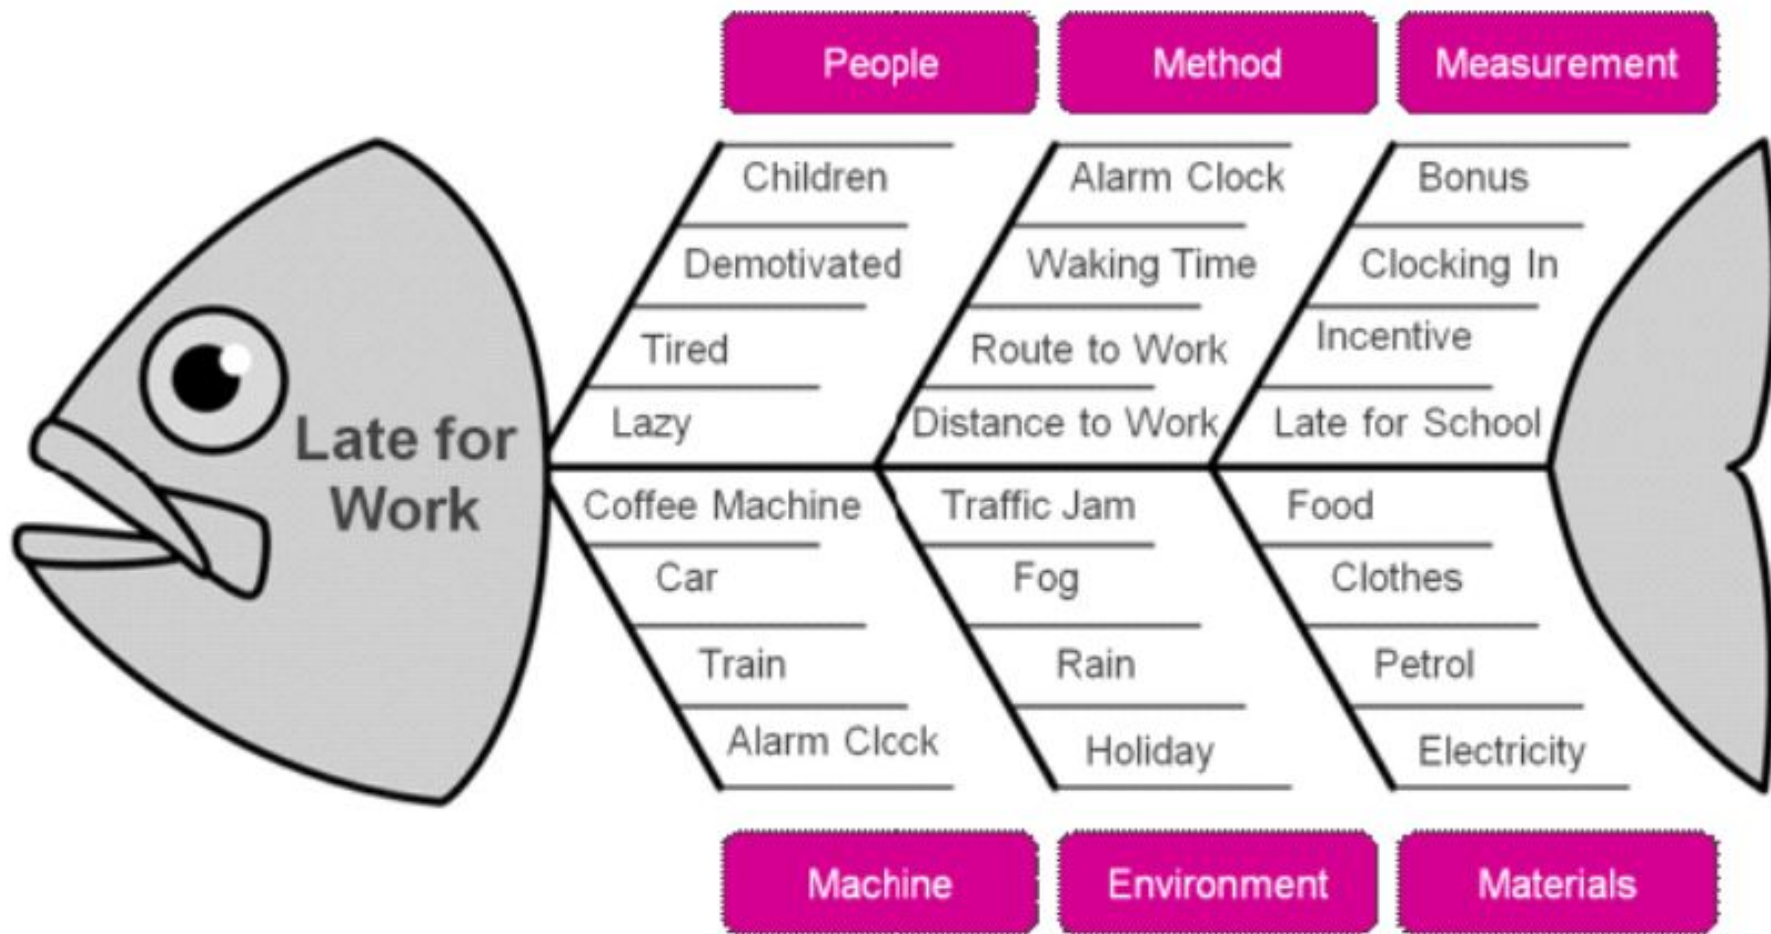 People
Method
Measurement
Children
Alarm Clock
Bonus
Demotivated
Waking Time
Clocking In
Tired
Route to Work
Incentive
Lazy
Distance to Work
Late for School
Late for
Work
Coffee Machine
Traffic Jam
Food
Car
Fog
Clothes
Train
Rain
Petrol
Alarm Clock
Holiday
Electricity
Machine
Environment
Materials